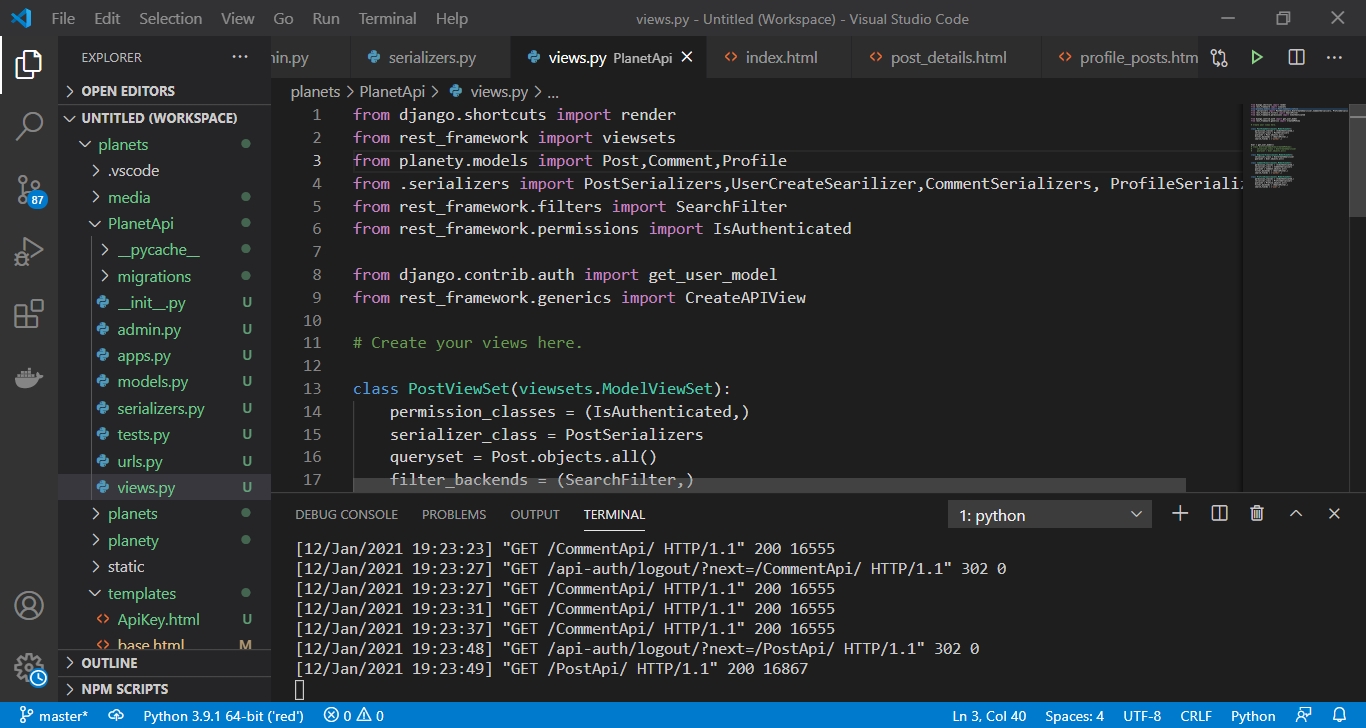 File Edit Selection View Go Run Terminal Help views.py - Untitled (Workspace) - Visual Studio Code
EXPLORER
OPEN EDITORS
UNTITLED (WORKSPACE)
planets
.vscode
media
PlanetApi
__pycache__
migrations
__init__.py U
admin.py U
apps.py U
models.py U
serializers.py U
tests.py U
urls.py U
views.py U
planets
planety
static
templates
ApiKey.html U
base.html M
OUTLINE
NPM SCRIPTS
87
in.py serializers.py views.py PlanetApi index.html post_details.html profile_posts.htm
planets > PlanetApi > views.py > ...
1 from django.shortcuts import render
2 from rest_framework import viewsets
3 from planety.models import Post,Comment,Profile
4 from .serializers import PostSerializers,UserCreateSearilizer,CommentSerializers, ProfileSeriali
5 from rest_framework.filters import SearchFilter
6 from rest_framework.permissions import IsAuthenticated
7
8 from django.contrib.auth import get_user_model
9 from rest_framework.generics import CreateAPIView
10
11 # Create your views here.
12
13 class PostViewSet(viewsets.ModelViewSet):
14 permission_classes = (IsAuthenticated,)
15 serializer_class = PostSerializers
16 queryset = Post.objects.all()
17 filter_backends = (SearchFilter,)
DEBUG CONSOLE PROBLEMS OUTPUT TERMINAL 1: python
[12/Jan/2021 19:23:23] "GET /CommentApi/ HTTP/1.1" 200 16555
[12/Jan/2021 19:23:27] "GET /api-auth/logout/?next=/CommentApi/ HTTP/1.1" 302 0
[12/Jan/2021 19:23:27] "GET /CommentApi/ HTTP/1.1" 200 16555
[12/Jan/2021 19:23:31] "GET /CommentApi/ HTTP/1.1" 200 16555
[12/Jan/2021 19:23:37] "GET /CommentApi/ HTTP/1.1" 200 16555
[12/Jan/2021 19:23:48] "GET /api-auth/logout/?next=/PostApi/ HTTP/1.1" 302 0
[12/Jan/2021 19:23:49] "GET /PostApi/ HTTP/1.1" 200 16867
master* Python 3.9.1 64-bit ('red') 0 0 Ln 3, Col 40 Spaces: 4 UTF-8 CRLF Python